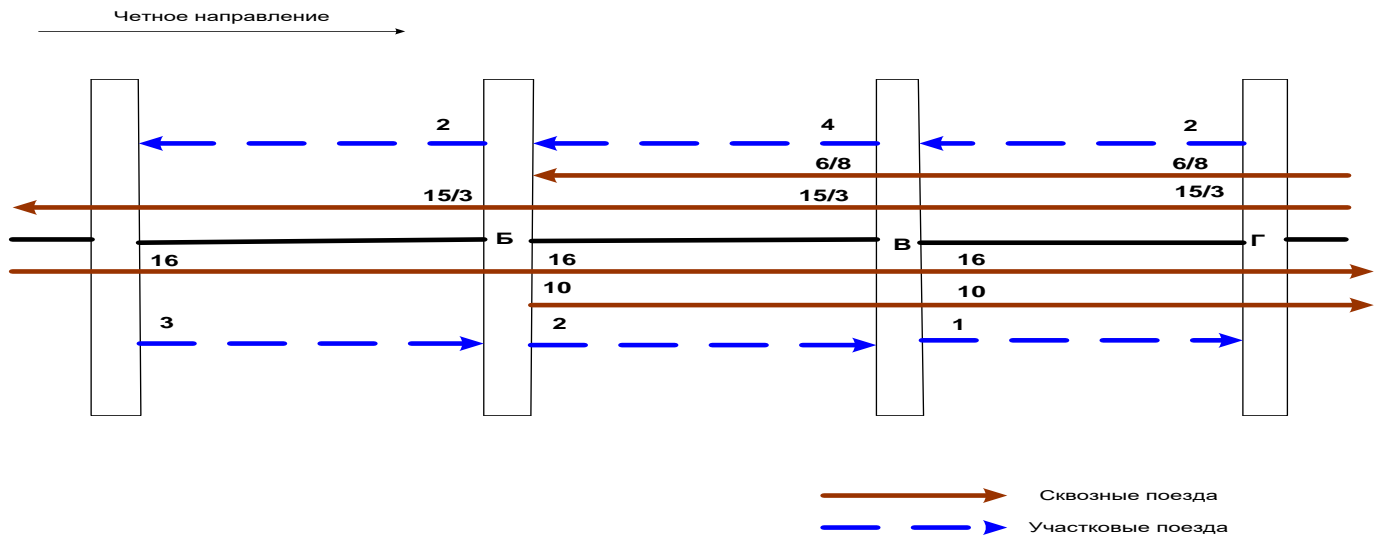 Четное направление
2 4 2
6/8 6/8
15/3 15/3 15/3
Б В Г
16 16 16
10 10
3 2 1
Сквозные поезда
Участковые поезда